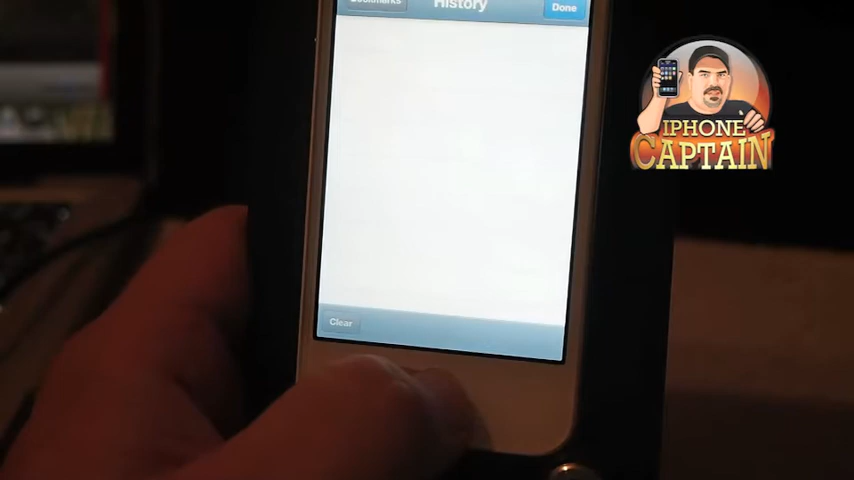 Bookmarks
History
Done
Clear
IPHONE
CAPTAIN